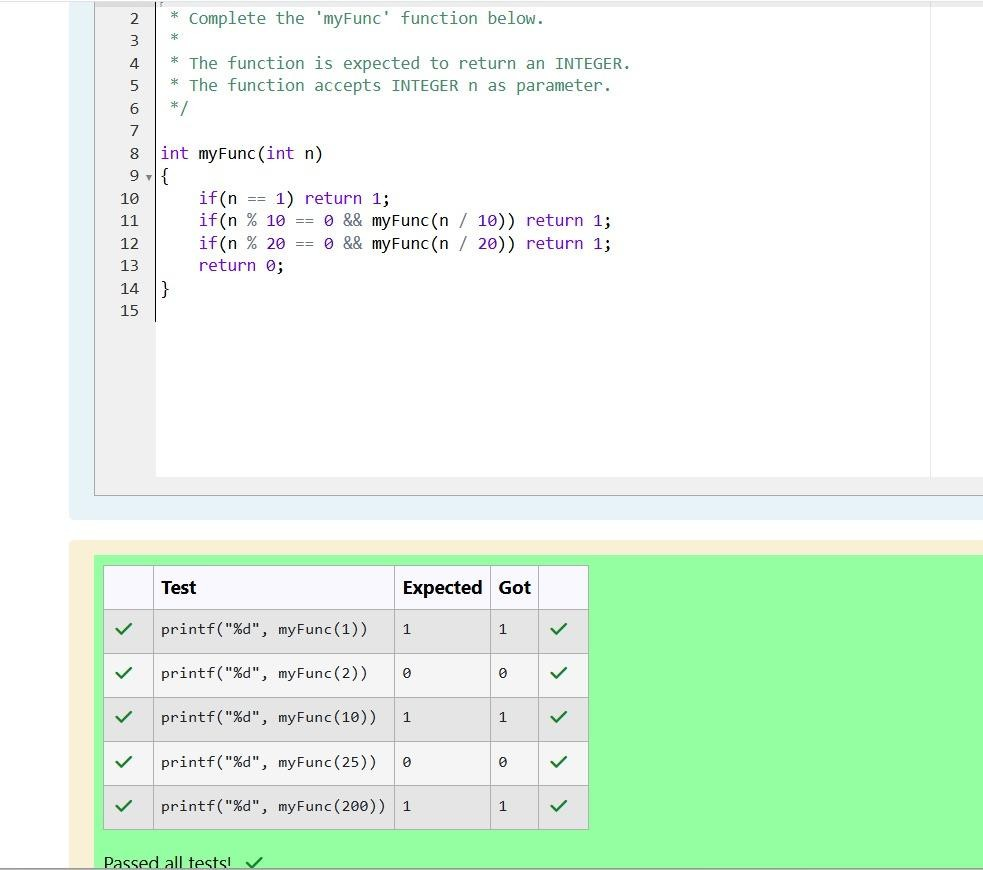 2 * Complete the 'myFunc' function below.
3 *
4 * The function is expected to return an INTEGER.
5 * The function accepts INTEGER n as parameter.
6 */
7
8 int myFunc(int n)
9 {
10 if(n == 1) return 1;
11 if(n % 10 == 0 && myFunc(n / 10)) return 1;
12 if(n % 20 == 0 && myFunc(n / 20)) return 1;
13 return 0;
14 }
15
Test Expected Got
printf("%d", myFunc(1)) 1 1
printf("%d", myFunc(2)) 0 0
printf("%d", myFunc(10)) 1 1
printf("%d", myFunc(25)) 0 0
printf("%d", myFunc(200)) 1 1
Passed all tests!